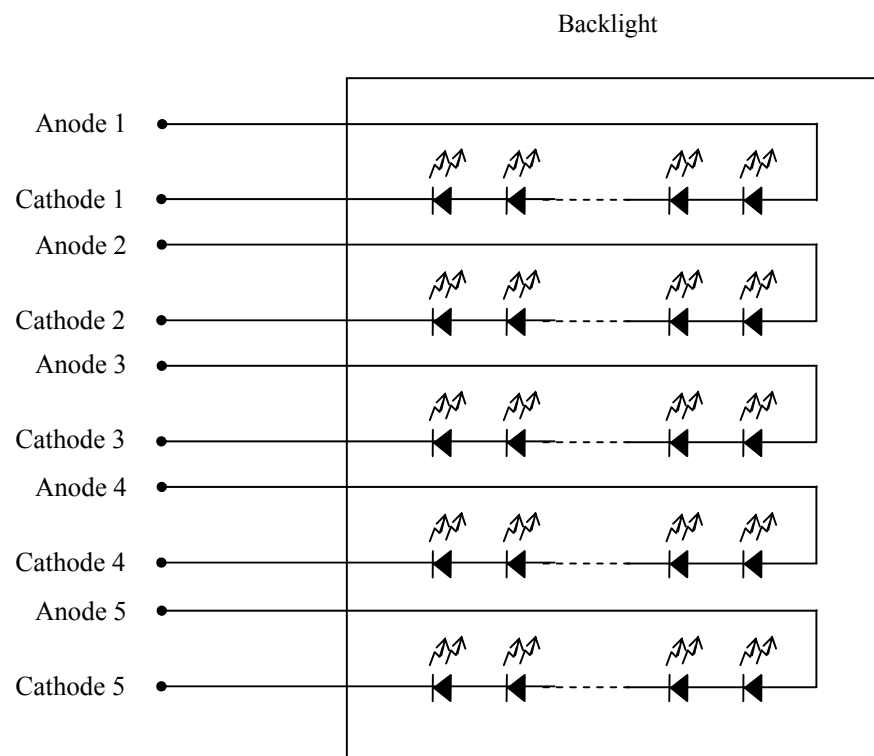 Backlight
Anode 1
Cathode 1
Anode 2
Cathode 2
Anode 3
Cathode 3
Anode 4
Cathode 4
Anode 5
Cathode 5